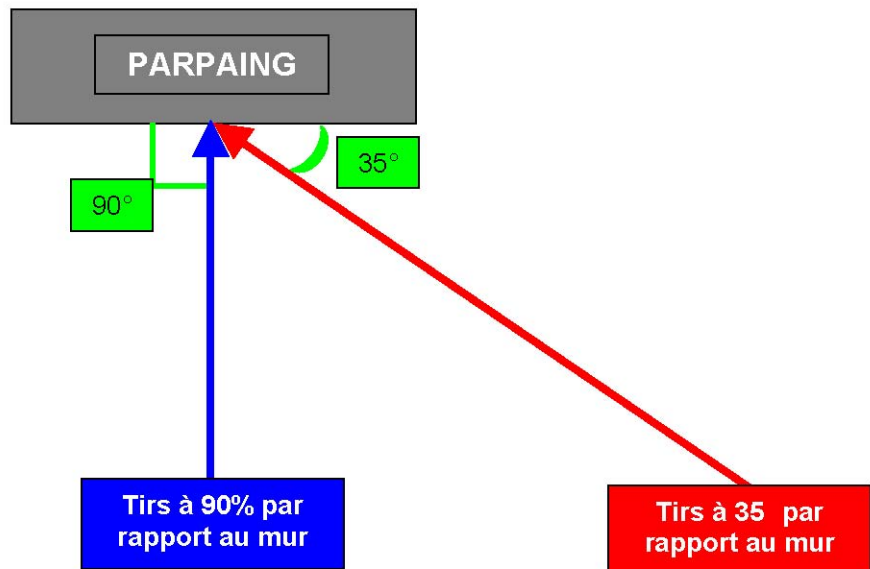 PARPAING
35°
90°
Tirs à 90% par
rapport au mur
Tirs à 35 par
rapport au mur